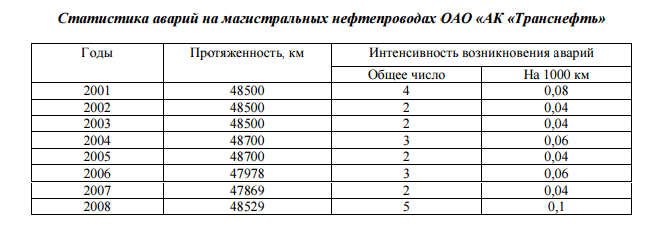 Статистика аварий на магистральных нефтепроводах ОАО «АК «Транснефть»
Годы Протяженность, км Интенсивность возникновения аварий
Общее число На 1000 км
2001 48500 4 0,08
2002 48500 2 0,04
2003 48500 2 0,04
2004 48700 3 0,06
2005 48700 2 0,04
2006 47978 3 0,06
2007 47869 2 0,04
2008 48529 5 0,1